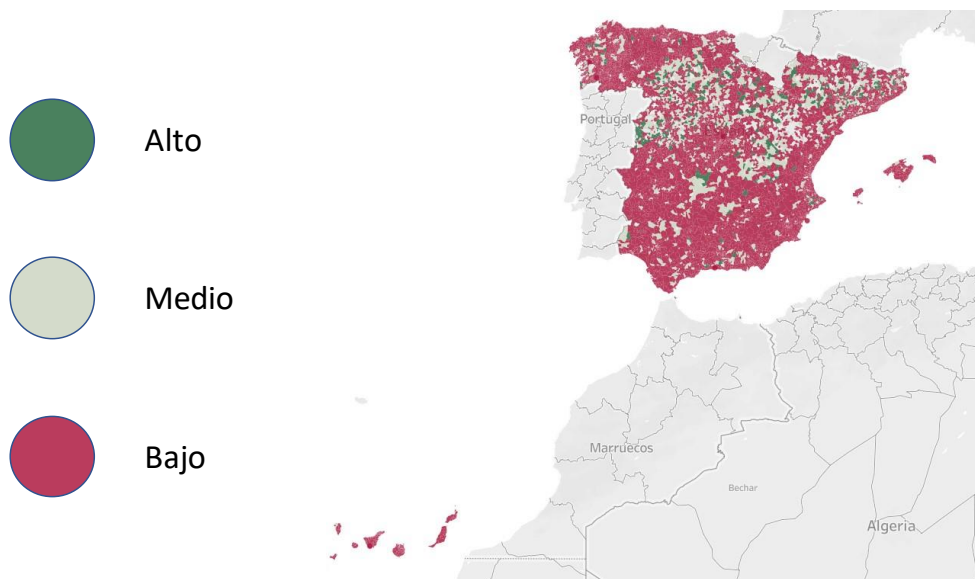 Alto
Medio
Bajo
Portugal
Marruecos
Bechar
Algeria